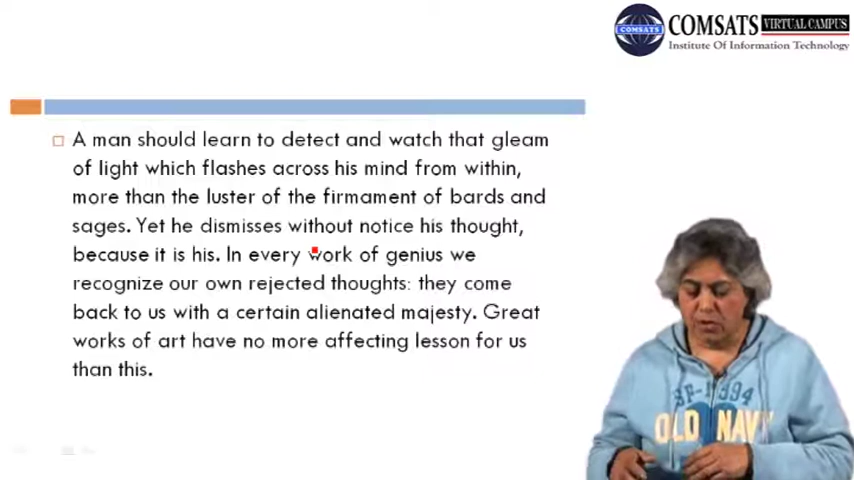 COMSATS VIRTUAL CAMPUS
COMSATS
Institute Of Information Technology
A man should learn to detect and watch that gleam
of light which flashes across his mind from within,
more than the luster of the firmament of bards and
sages. Yet he dismisses without notice his thought,
because it is his. In every work of genius we
recognize our own rejected thoughts: they come
back to us with a certain alienated majesty. Great
works of art have no more affecting lesson for us
than this.
OLD NAVY